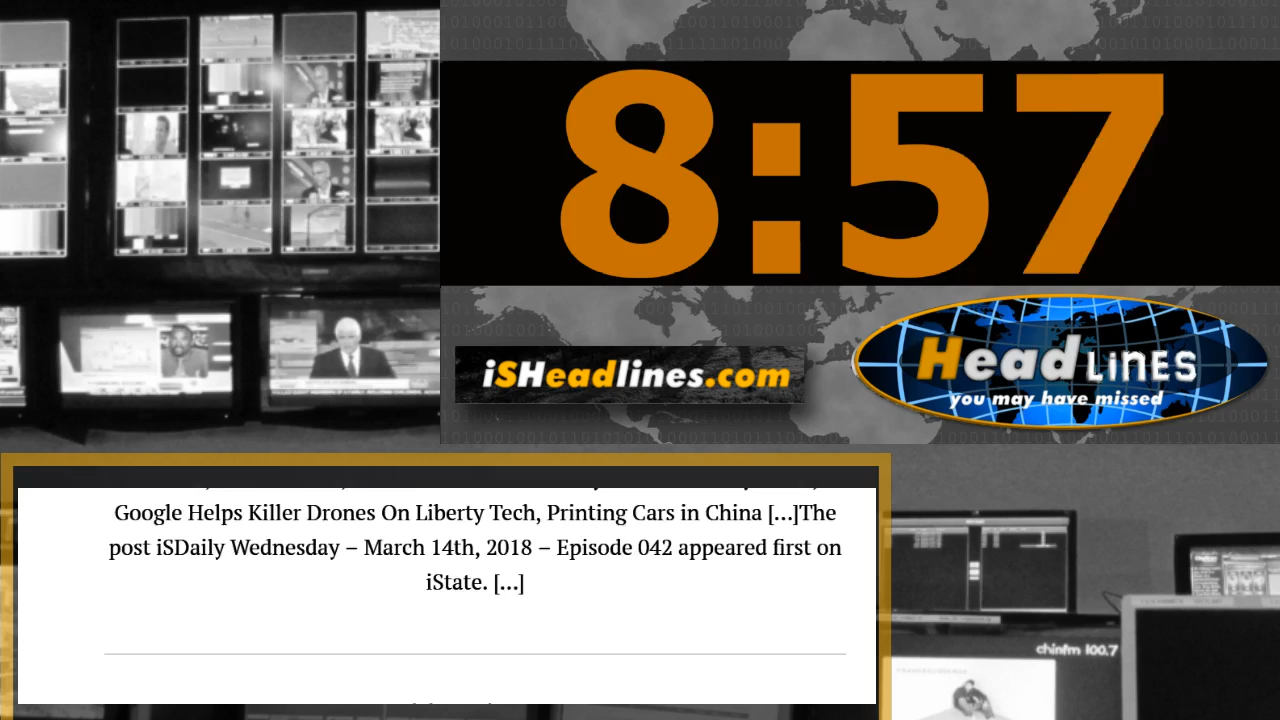 8:57
iSHeadlines.com
HeadLINES
you may have missed
Google Helps Killer Drones On Liberty Tech, Printing Cars in China [...]The
post iSDaily Wednesday – March 14th, 2018 – Episode 042 appeared first on
iState. [...]
chinfm 100.7